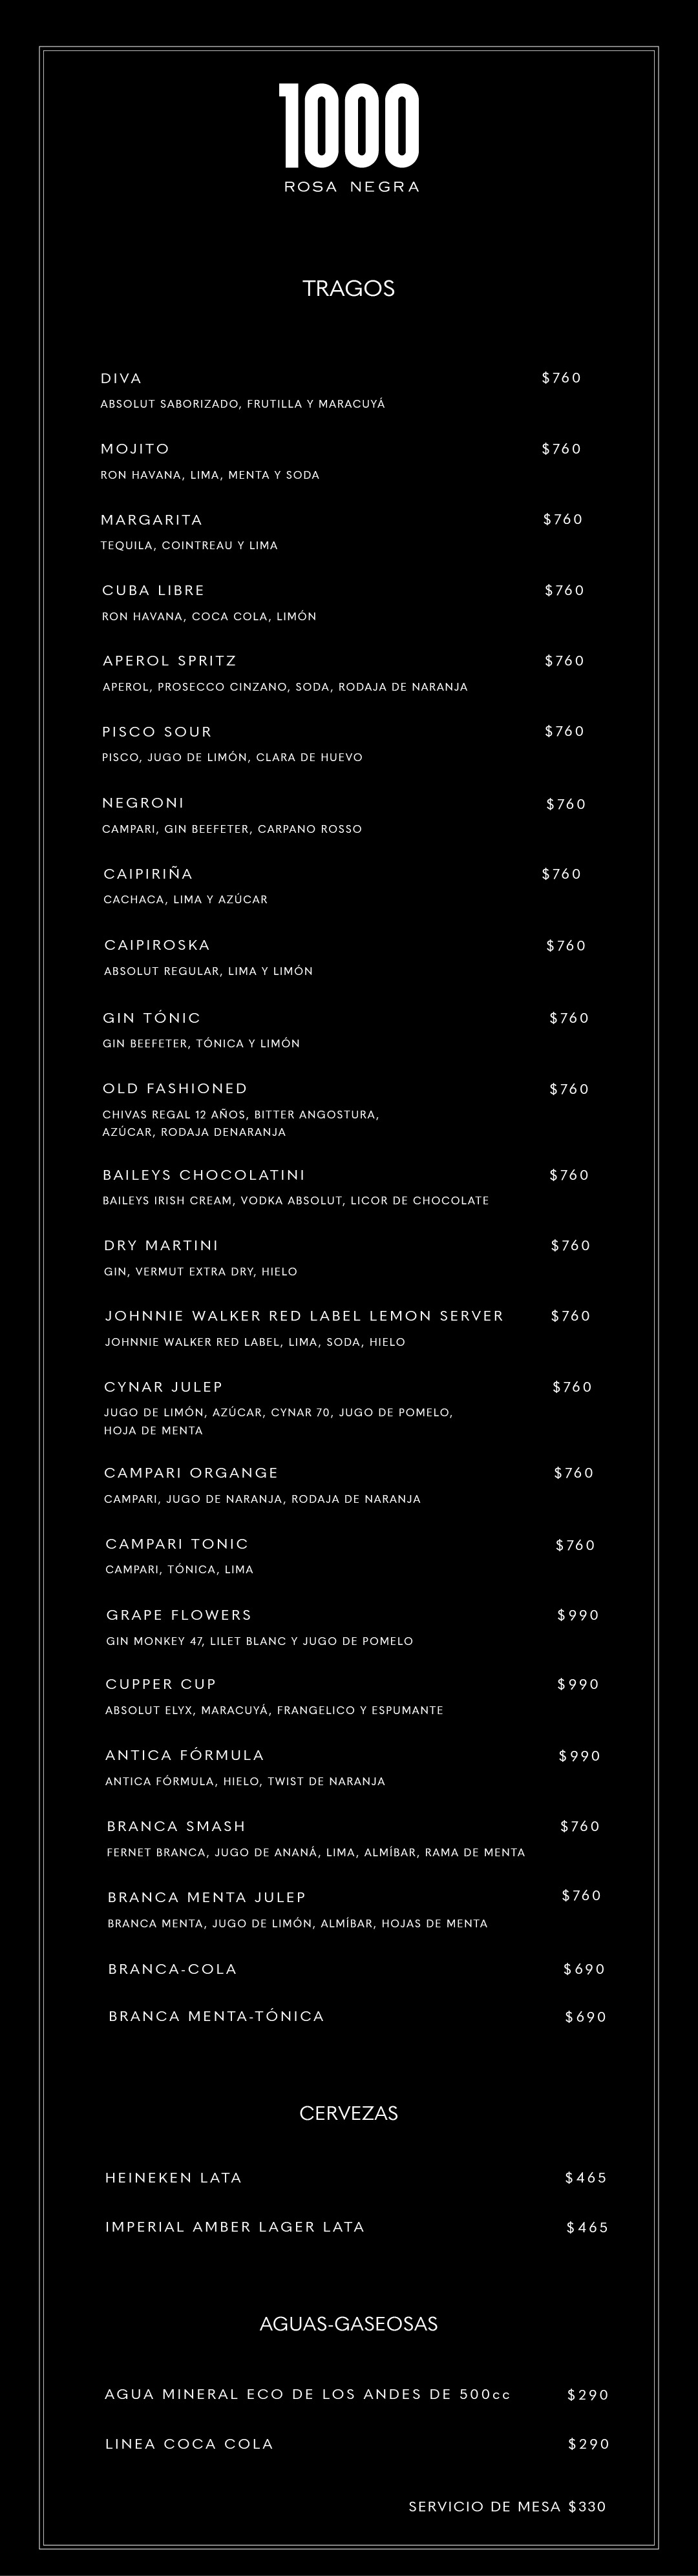 1000
ROSA NEGRA
TRAGOS
DIVA $760
ABSOLUT SABORIZADO, FRUTILLA Y MARACUYÁ
MOJITO $760
RON HAVANA, LIMA, MENTA Y SODA
MARGARITA $760
TEQUILA, COINTREAU Y LIMA
CUBA LIBRE $760
RON HAVANA, COCA COLA, LIMÓN
APEROL SPRITZ $760
APEROL, PROSECCO CINZANO, SODA, RODAJA DE NARANJA
PISCO SOUR $760
PISCO, JUGO DE LIMÓN, CLARA DE HUEVO
NEGRONI $760
CAMPARI, GIN BEEFETER, CARPANO ROSSO
CAIPIRIÑA $760
CACHACA, LIMA Y AZÚCAR
CAIPIROSKA $760
ABSOLUT REGULAR, LIMA Y LIMÓN
GIN TÓNIC $760
GIN BEEFETER, TÓNICA Y LIMÓN
OLD FASHIONED $760
CHIVAS REGAL 12 AÑOS, BITTER ANGOSTURA,
AZÚCAR, RODAJA DENARANJA
BAILEYS CHOCOLATINI $760
BAILEYS IRISH CREAM, VODKA ABSOLUT, LICOR DE CHOCOLATE
DRY MARTINI $760
GIN, VERMUT EXTRA DRY, HIELO
JOHNNIE WALKER RED LABEL LEMON SERVER $760
JOHNNIE WALKER RED LABEL, LIMA, SODA, HIELO
CYNAR JULEP $760
JUGO DE LIMÓN, AZÚCAR, CYNAR 70, JUGO DE POMELO,
HOJA DE MENTA
CAMPARI ORGANGE $760
CAMPARI, JUGO DE NARANJA, RODAJA DE NARANJA
CAMPARI TONIC $760
CAMPARI, TÓNICA, LIMA
GRAPE FLOWERS $990
GIN MONKEY 47, LILET BLANC Y JUGO DE POMELO
CUPPER CUP $990
ABSOLUT ELYX, MARACUYÁ, FRANGELICO Y ESPUMANTE
ANTICA FÓRMULA $990
ANTICA FÓRMULA, HIELO, TWIST DE NARANJA
BRANCA SMASH $760
FERNET BRANCA, JUGO DE ANANÁ, LIMA, ALMÍBAR, RAMA DE MENTA
BRANCA MENTA JULEP $760
BRANCA MENTA, JUGO DE LIMÓN, ALMÍBAR, HOJAS DE MENTA
BRANCA-COLA $690
BRANCA MENTA-TÓNICA $690
CERVEZAS
HEINEKEN LATA $465
IMPERIAL AMBER LAGER LATA $465
AGUAS-GASEOSAS
AGUA MINERAL ECO DE LOS ANDES DE 500cc $290
LINEA COCA COLA $290
SERVICIO DE MESA $330